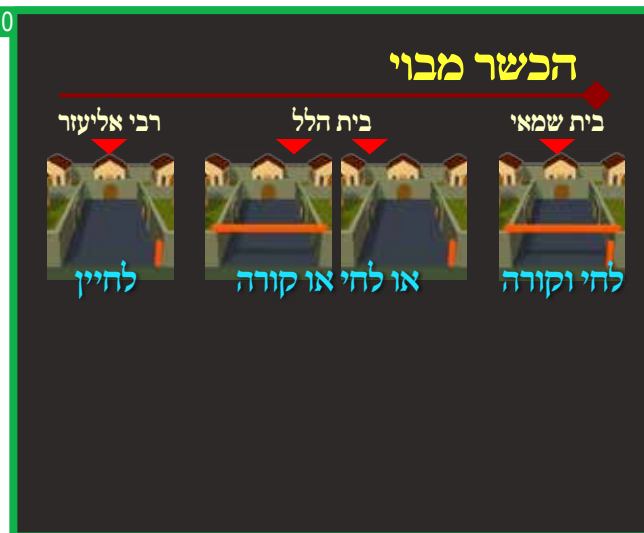 0
הכשר מבוי
בית שמאי בית הלל רבי אליעזר
לחי וקורה או לחי או קורה לחיין